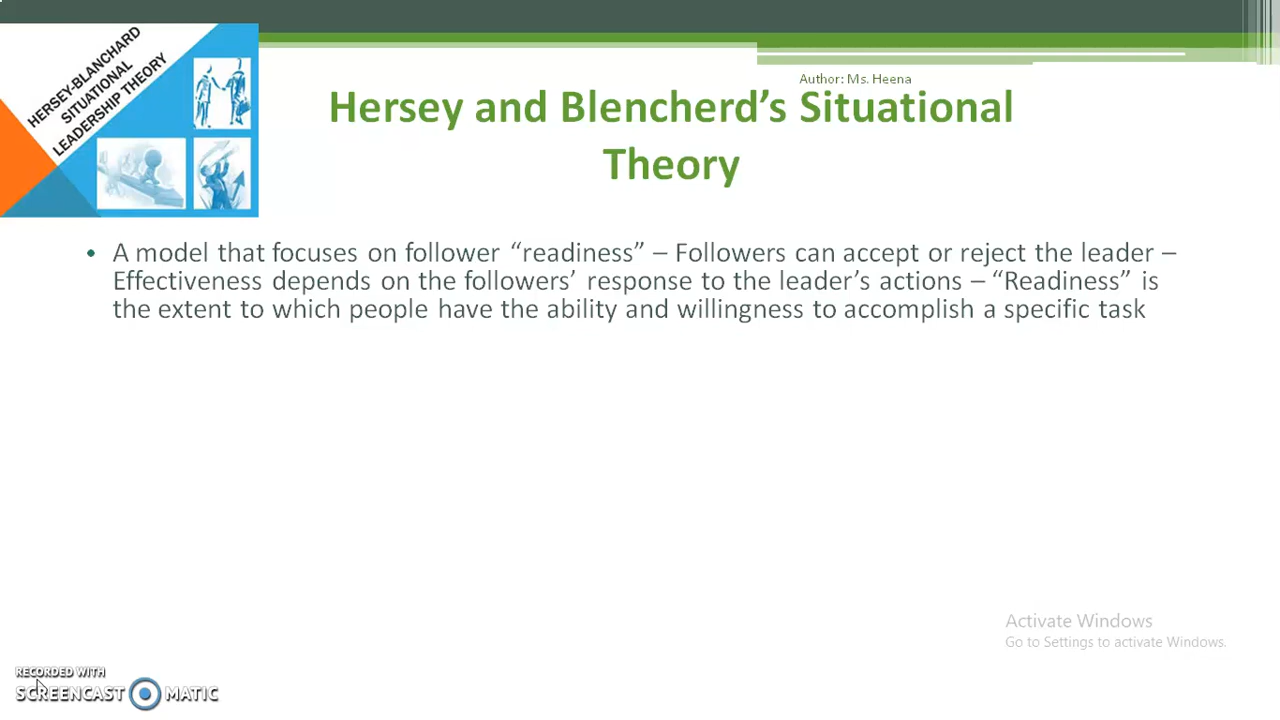 HERSEY-BLANCHARD
SITUATIONAL
LEADERSHIP THEORY
Author: Ms. Heena
Hersey and Blencherd’s Situational
Theory
• A model that focuses on follower “readiness” – Followers can accept or reject the leader –
Effectiveness depends on the followers’ response to the leader’s actions – “Readiness” is
the extent to which people have the ability and willingness to accomplish a specific task
Activate Windows
Go to Settings to activate Windows.
RECORDED WITH
SCREENCAST MATIC